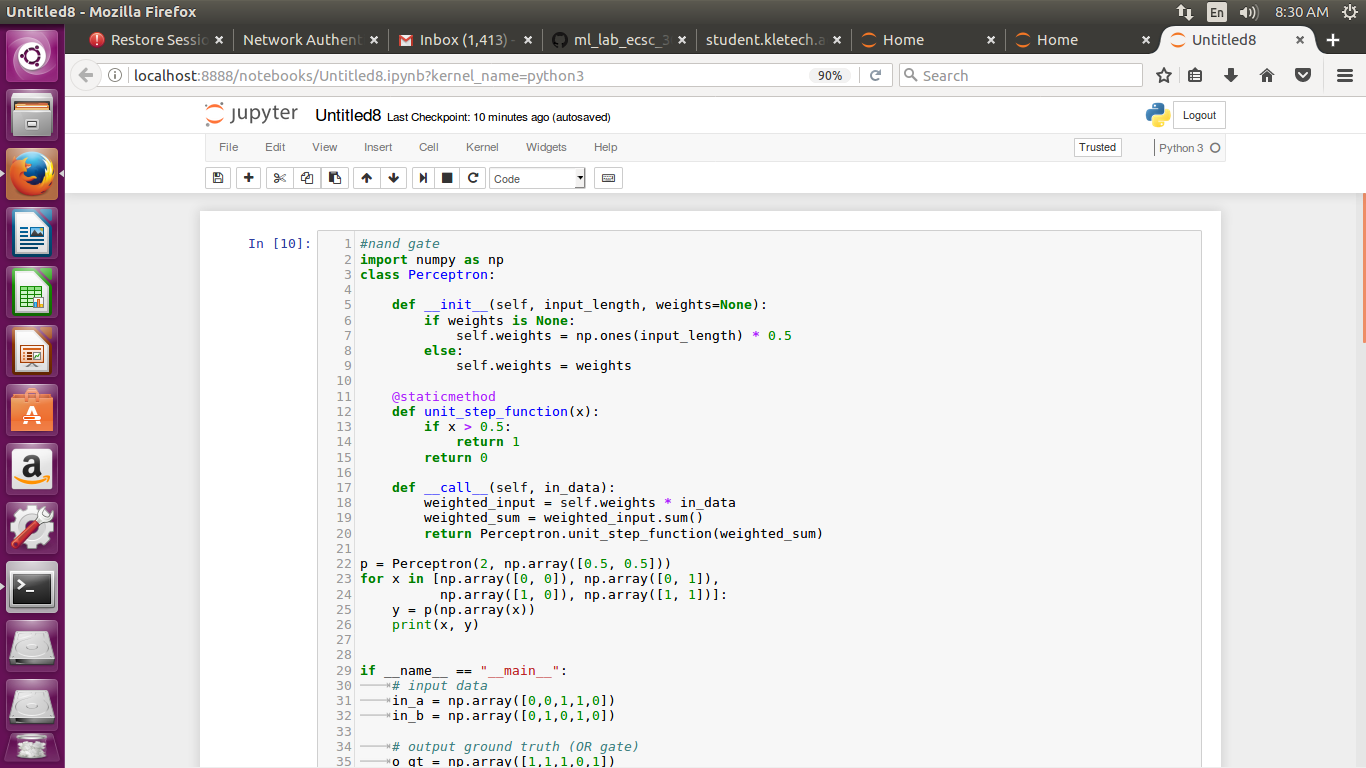 Untitled8 - Mozilla Firefox
En
8:30 AM
Restore Sessio
Network Authent
Inbox (1,413) -
ml_lab_ecsc_3
student.kletech.a
Home
Home
Untitled8
localhost:8888/notebooks/Untitled8.ipynb?kernel_name=python3
90%
Search
jupyter
Untitled8
Last Checkpoint: 10 minutes ago (autosaved)
Logout
File
Edit
View
Insert
Cell
Kernel
Widgets
Help
Trusted
Python 3
Code
In [10]:
1 #nand gate
2 import numpy as np
3 class Perceptron:
4
5     def __init__(self, input_length, weights=None):
6         if weights is None:
7             self.weights = np.ones(input_length) * 0.5
8         else:
9             self.weights = weights
10
11     @staticmethod
12     def unit_step_function(x):
13         if x > 0.5:
14             return 1
15         return 0
16
17     def __call__(self, in_data):
18         weighted_input = self.weights * in_data
19         weighted_sum = weighted_input.sum()
20         return Perceptron.unit_step_function(weighted_sum)
21
22 p = Perceptron(2, np.array([0.5, 0.5]))
23 for x in [np.array([0, 0]), np.array([0, 1]),
24           np.array([1, 0]), np.array([1, 1])]:
25     y = p(np.array(x))
26     print(x, y)
27
28
29 if __name__ == "__main__":
30     # input data
31     in_a = np.array([0,0,1,1,0])
32     in_b = np.array([0,1,0,1,0])
33
34     # output ground truth (OR gate)
35     o_gt = np.array([1,1,1,0,1])